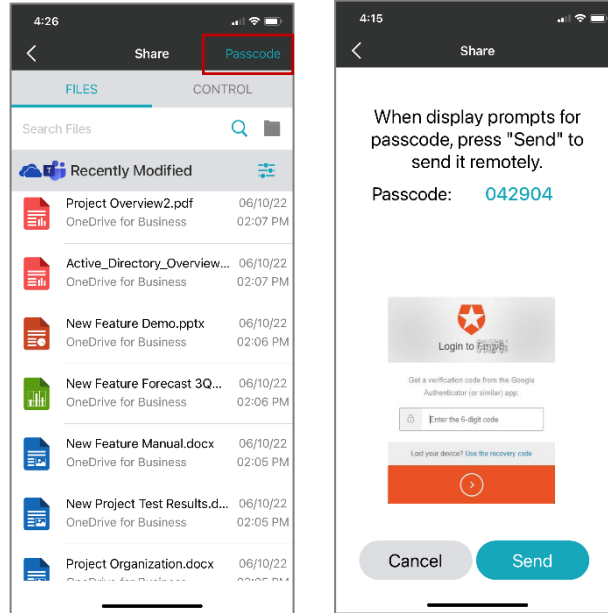 4:26
Share
Passcode
FILES
CONTROL
Search Files
Recently Modified
Project Overview2.pdf 06/10/22
OneDrive for Business 02:07 PM
Active_Directory_Overview... 06/10/22
OneDrive for Business 02:07 PM
New Feature Demo.pptx 06/10/22
OneDrive for Business 02:06 PM
New Feature Forecast 3Q... 06/10/22
OneDrive for Business 02:06 PM
New Feature Manual.docx 06/10/22
OneDrive for Business 02:05 PM
New Project Test Results.d... 06/10/22
OneDrive for Business 02:05 PM
Project Organization.docx 06/10/22
4:15
Share
When display prompts for
passcode, press "Send" to
send it remotely.
Passcode: 042904
Login to
Get a verification code from the Google
Authenticator (or similar) app:
Enter the 6-digit code
Lost your device? Use the recovery code
Cancel
Send